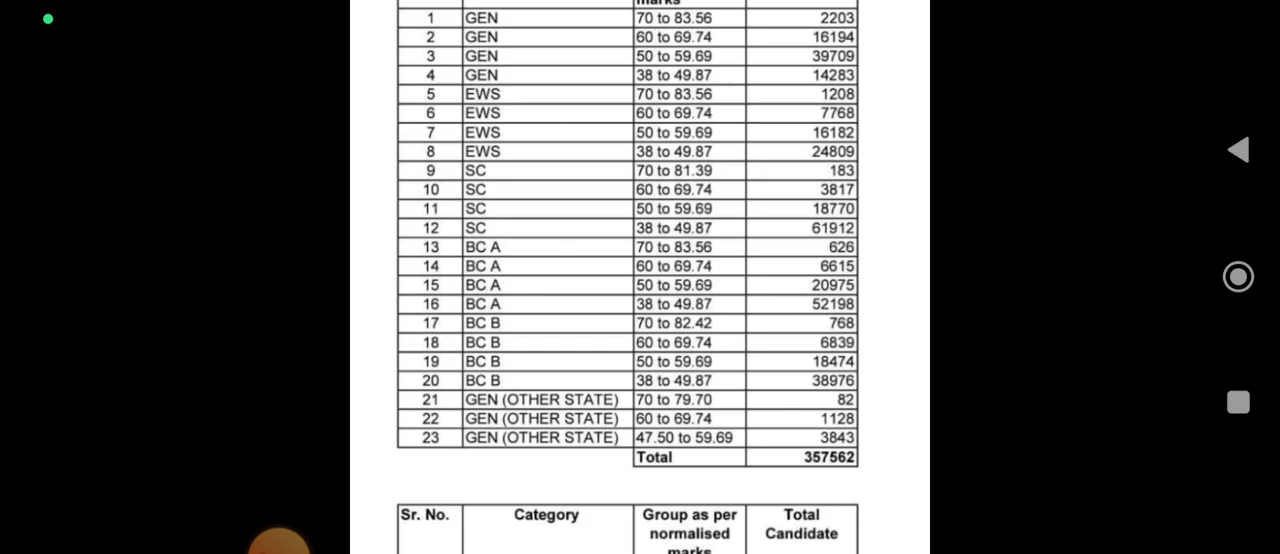 marks
1 GEN 70 to 83.56 2203
2 GEN 60 to 69.74 16194
3 GEN 50 to 59.69 39709
4 GEN 38 to 49.87 14283
5 EWS 70 to 83.56 1208
6 EWS 60 to 69.74 7768
7 EWS 50 to 59.69 16182
8 EWS 38 to 49.87 24809
9 SC 70 to 81.39 183
10 SC 60 to 69.74 3817
11 SC 50 to 59.69 18770
12 SC 38 to 49.87 61912
13 BC A 70 to 83.56 626
14 BC A 60 to 69.74 6615
15 BC A 50 to 59.69 20975
16 BC A 38 to 49.87 52198
17 BC B 70 to 82.42 768
18 BC B 60 to 69.74 6839
19 BC B 50 to 59.69 18474
20 BC B 38 to 49.87 38976
21 GEN (OTHER STATE) 70 to 79.70 82
22 GEN (OTHER STATE) 60 to 69.74 1128
23 GEN (OTHER STATE) 47.50 to 59.69 3843
Total 357562
Sr. No. Category Group as per Total
normalised Candidate
marks